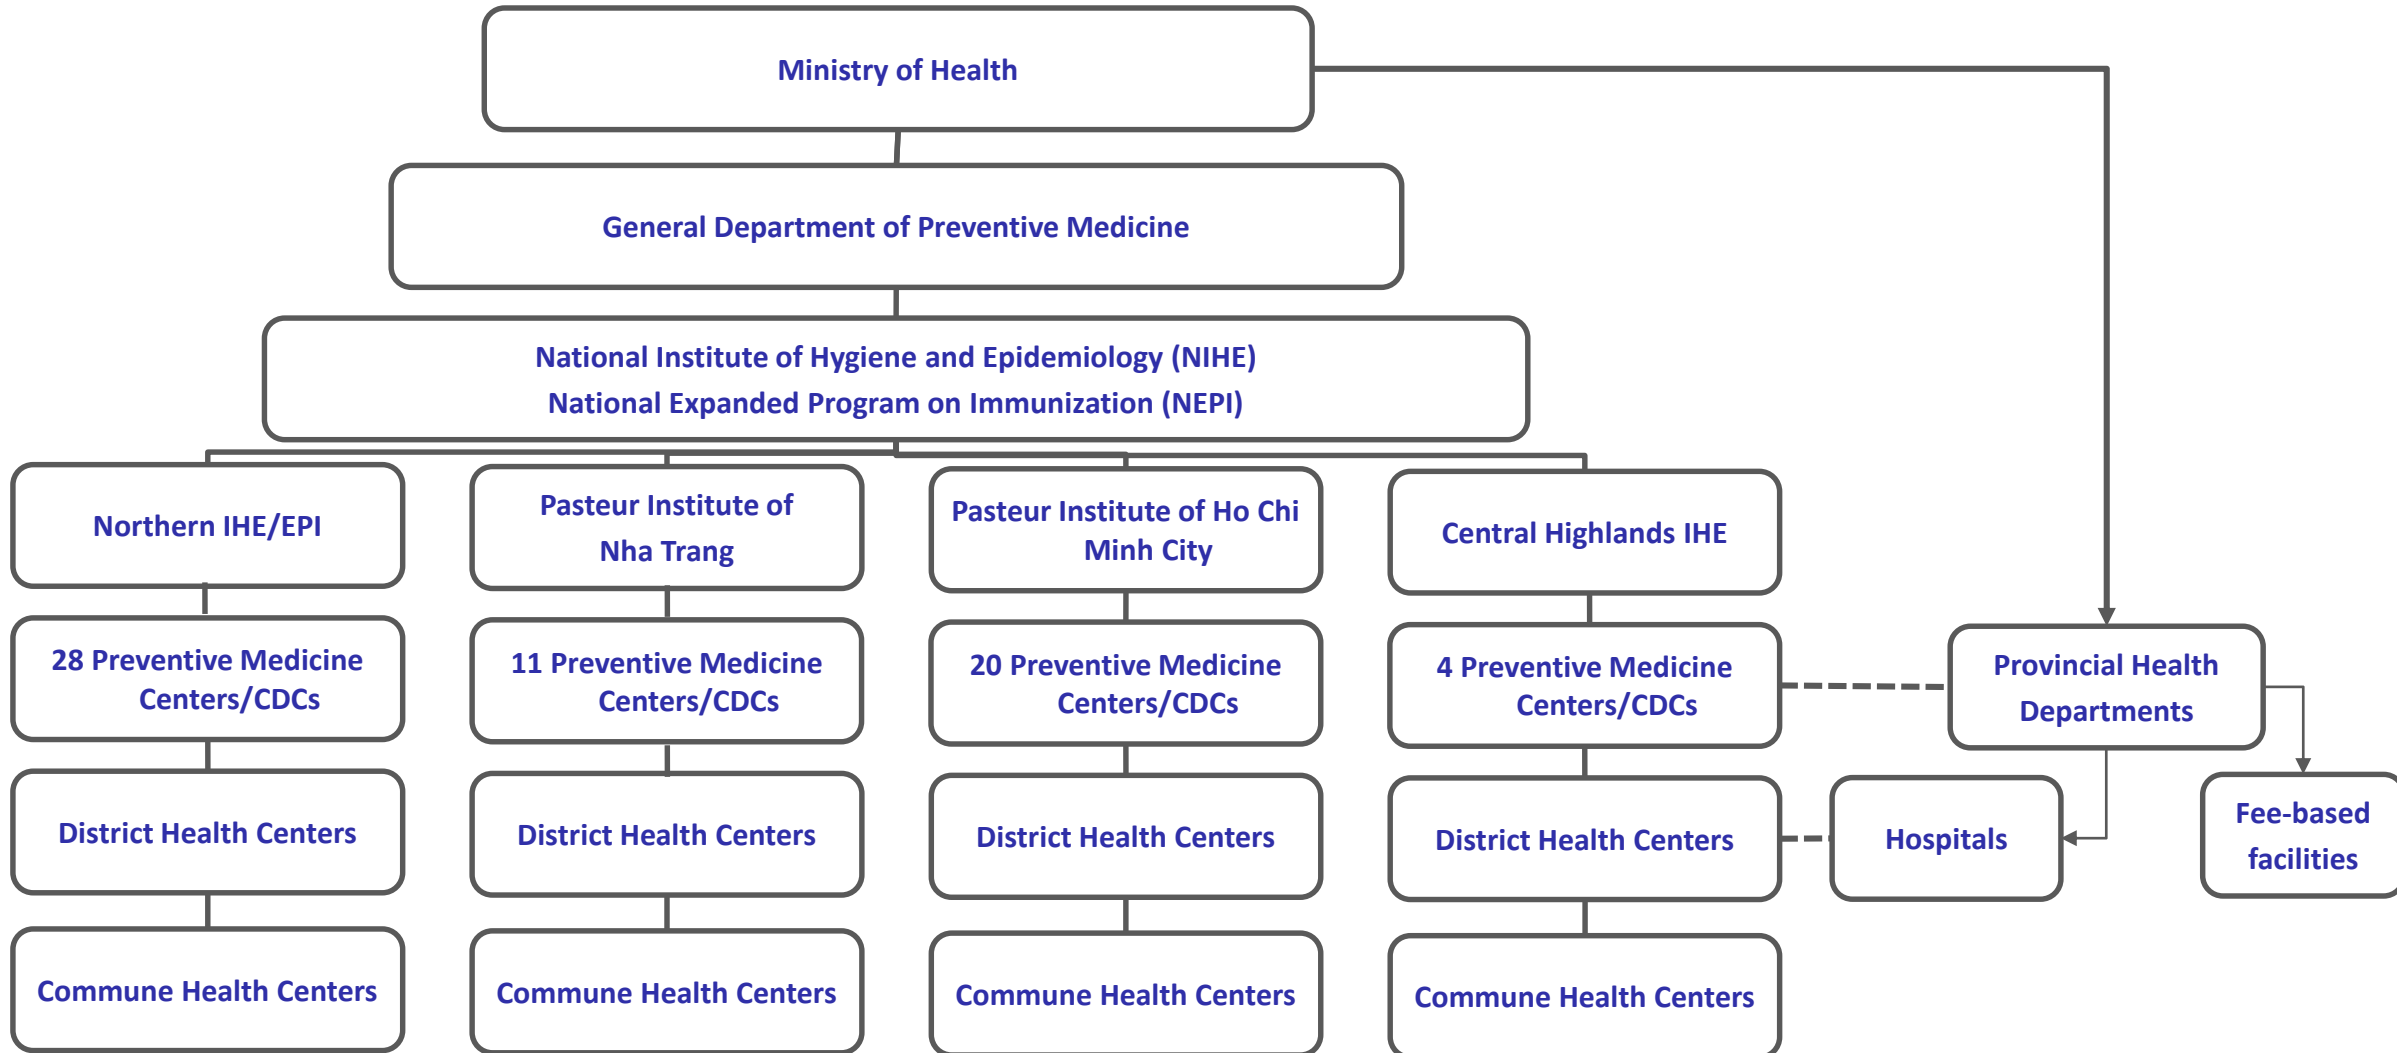 Ministry of Health
General Department of Preventive Medicine
National Institute of Hygiene and Epidemiology (NIHE)
National Expanded Program on Immunization (NEPI)
Northern IHE/EPI
Pasteur Institute of
Nha Trang
Pasteur Institute of Ho Chi
Minh City
Central Highlands IHE
28 Preventive Medicine
Centers/CDCs
11 Preventive Medicine
Centers/CDCs
20 Preventive Medicine
Centers/CDCs
4 Preventive Medicine
Centers/CDCs
Provincial Health
Departments
District Health Centers
District Health Centers
District Health Centers
District Health Centers
Hospitals
Fee-based
facilities
Commune Health Centers
Commune Health Centers
Commune Health Centers
Commune Health Centers